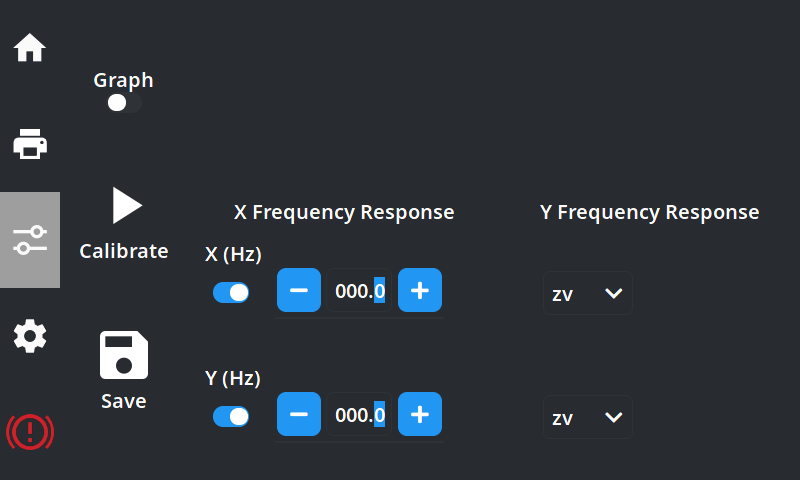 Graph
Calibrate
Save
X Frequency Response
Y Frequency Response
X (Hz)
000.0
zv
Y (Hz)
000.0
zv